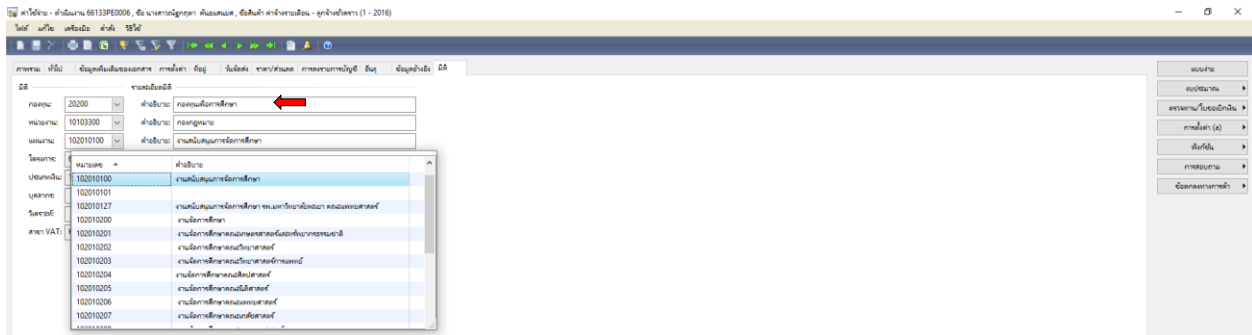 ค่าใช้จ่าย - ดำเนินงาน 66133PE0006 , ชื่อ นางสาวณัฐกฤตา ต้นธนสมยศ , ชื่อสินค้า ค่าจ้างรายเดือน - ลูกจ้างชั่วคราว (1 - 2016)
ไฟล์ แก้ไข เครื่องมือ คำสั่ง วิธีใช้
ภาพรวม ทั่วไป ข้อมูลเพิ่มเติมของเอกสาร การตั้งค่า ที่อยู่ วันจัดส่ง ราคา/ส่วนลด การลงรายการบัญชี อื่นๆ ข้อมูลอ้างอิง มิติ
แบบง่าย
มิติ รายละเอียดมิติ
งบประมาณ
กองทุน: 20200 คำอธิบาย: กองทุนเพื่อการศึกษา
ตรวจทาน/ใบขอเบิกเงิน
หน่วยงาน: 10103300 คำอธิบาย: กองกฎหมาย
การตั้งค่า (a)
แผนงาน: 102010100 คำอธิบาย: งานสนับสนุนการจัดการศึกษา
ฟังก์ชัน
โครงการ:
หมายเลข คำอธิบาย
การสอบถาม
ประเภทเงิน: 102010100 งานสนับสนุนการจัดการศึกษา
ข้อตกลงทางการค้า
บุคลากร: 102010101
วิเคราะห์: 102010127 งานสนับสนุนการจัดการศึกษา รพ.มหาวิทยาลัยพะเยา คณะแพทยศาสตร์
102010200 งานจัดการศึกษา
สาขา VAT: 102010201 งานจัดการศึกษาคณะเกษตรศาสตร์และทรัพยากรธรรมชาติ
102010202 งานจัดการศึกษาคณะวิทยาศาสตร์
102010203 งานจัดการศึกษาคณะวิทยาศาสตร์การแพทย์
102010204 งานจัดการศึกษาคณะศิลปศาสตร์
102010205 งานจัดการศึกษาคณะนิติศาสตร์
102010206 งานจัดการศึกษาคณะแพทยศาสตร์
102010207 งานจัดการศึกษาคณะเภสัชศาสตร์